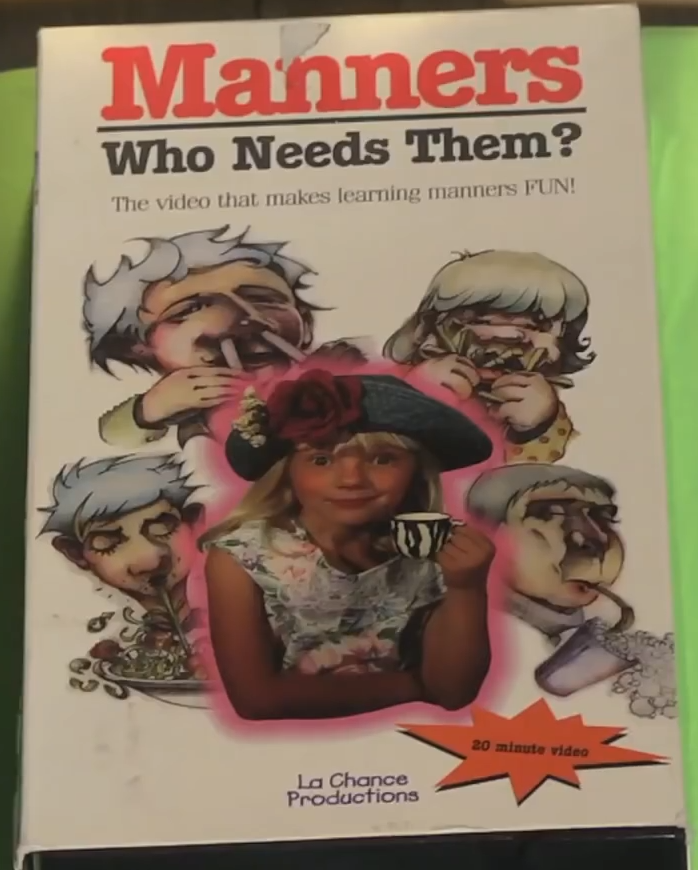 Manners
Who Needs Them?
The video that makes learning manners FUN!
20 minute video
La Chance
Productions